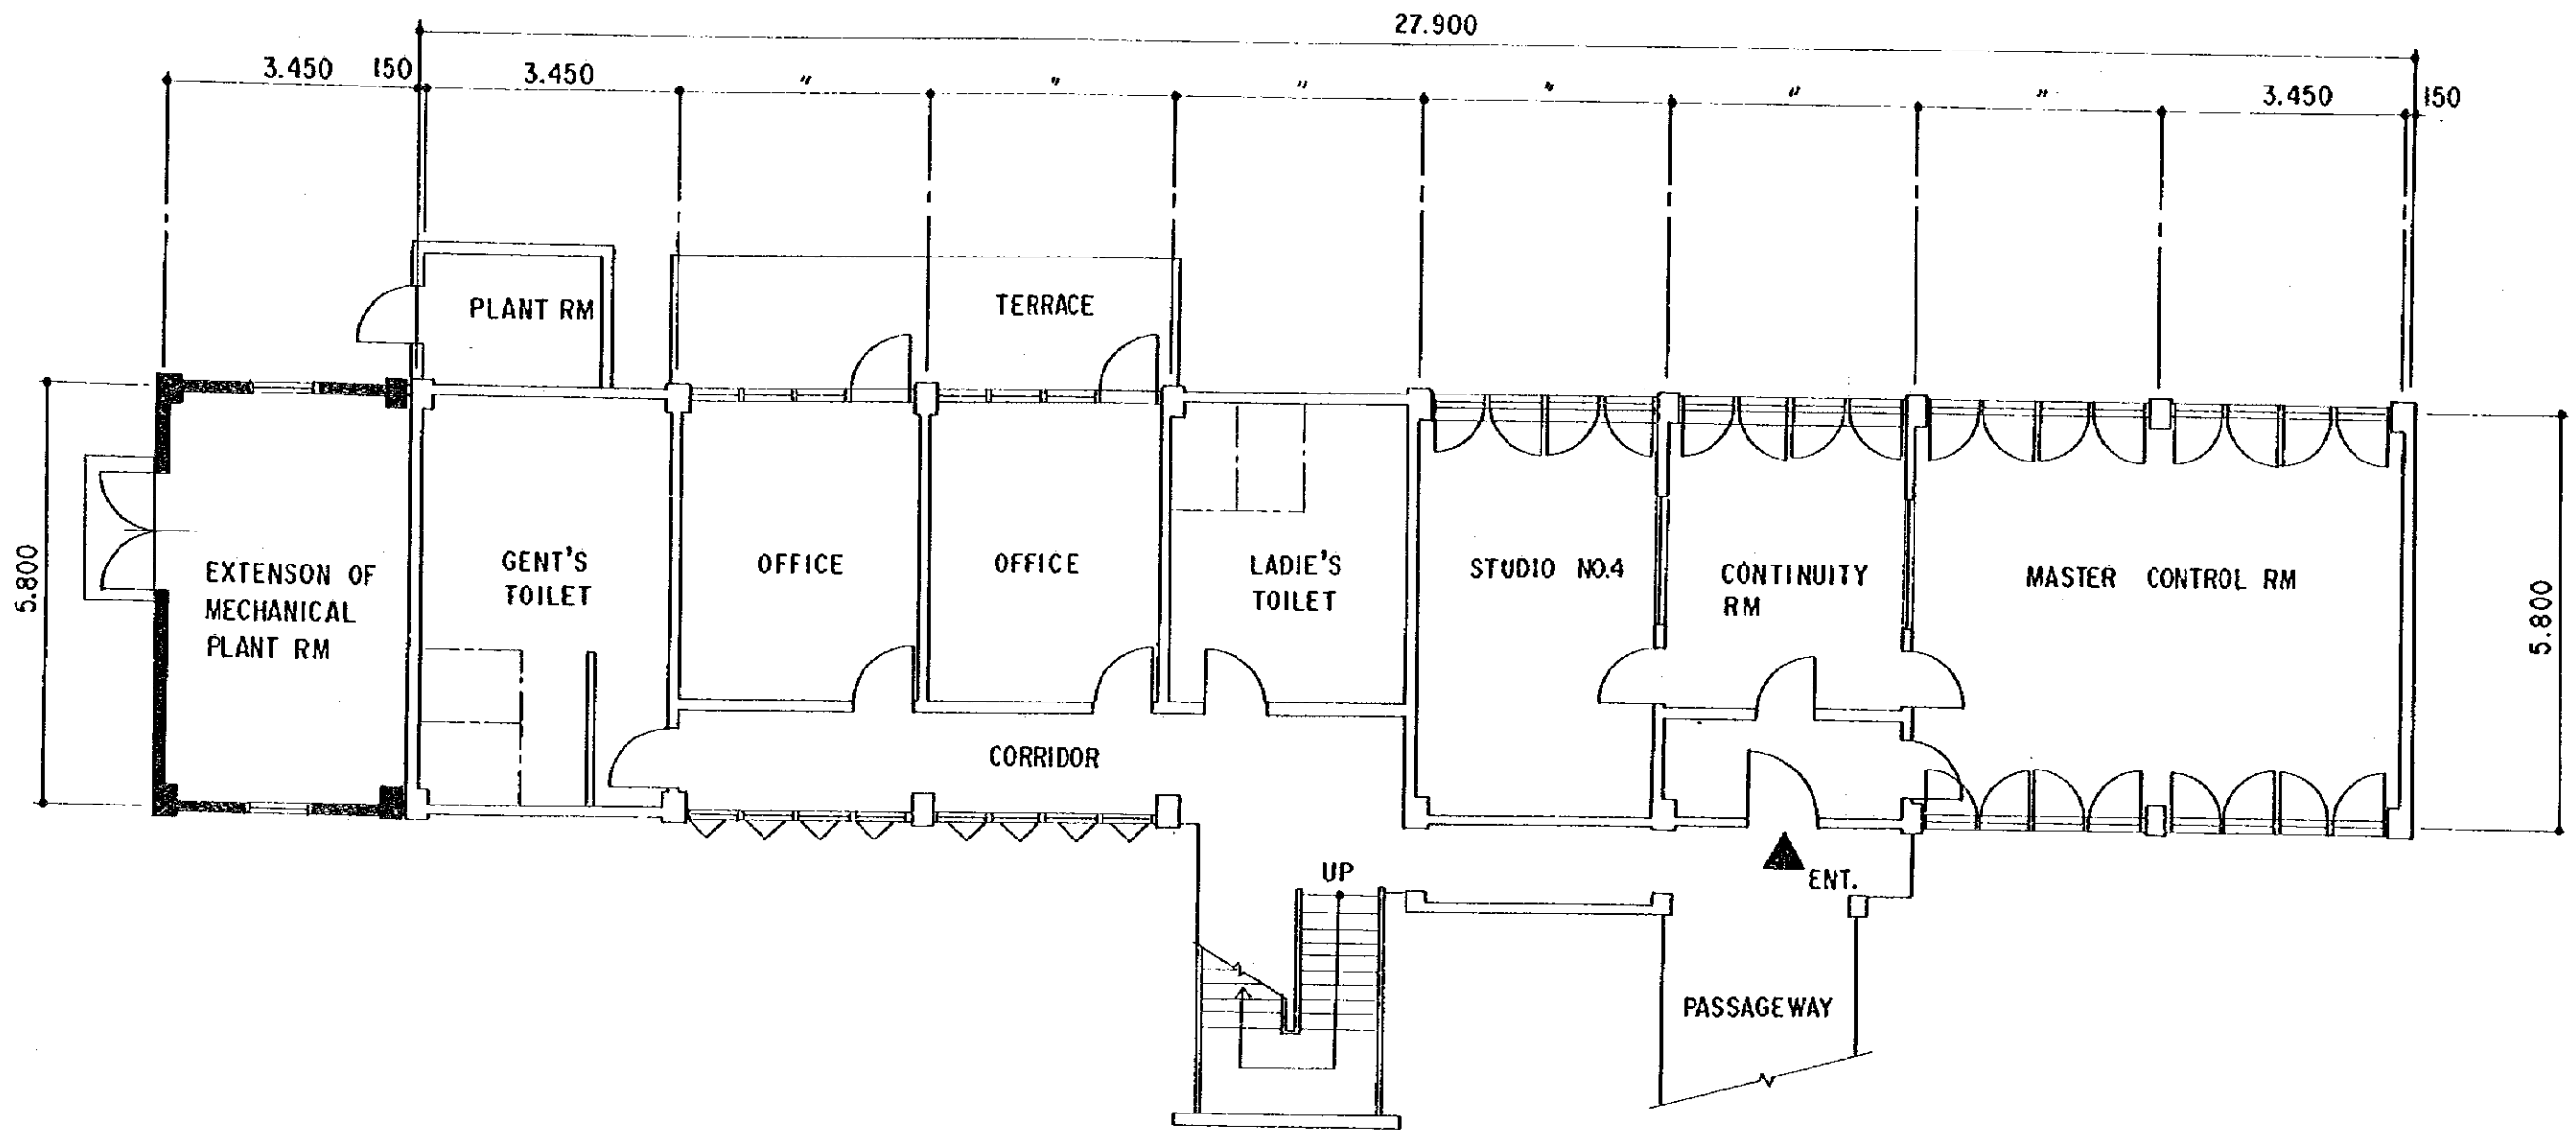 27.900
3.450 150 3.450 " " " " " " 3.450 150
PLANT RM
TERRACE
5.800
EXTENSON OF
MECHANICAL
PLANT RM
GENT'S
TOILET
OFFICE
OFFICE
LADIE'S
TOILET
STUDIO NO.4
CONTINUITY
RM
MASTER CONTROL RM
5.800
CORRIDOR
UP
ENT.
PASSAGEWAY